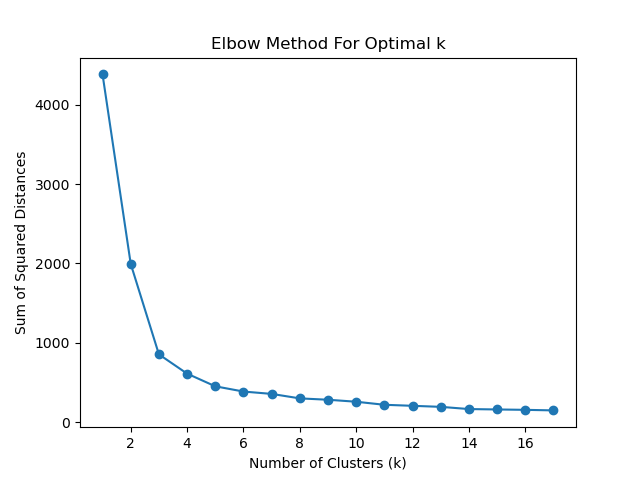 Elbow Method For Optimal k
Sum of Squared Distances
4000
3000
2000
1000
0
2 4 6 8 10 12 14 16
Number of Clusters (k)